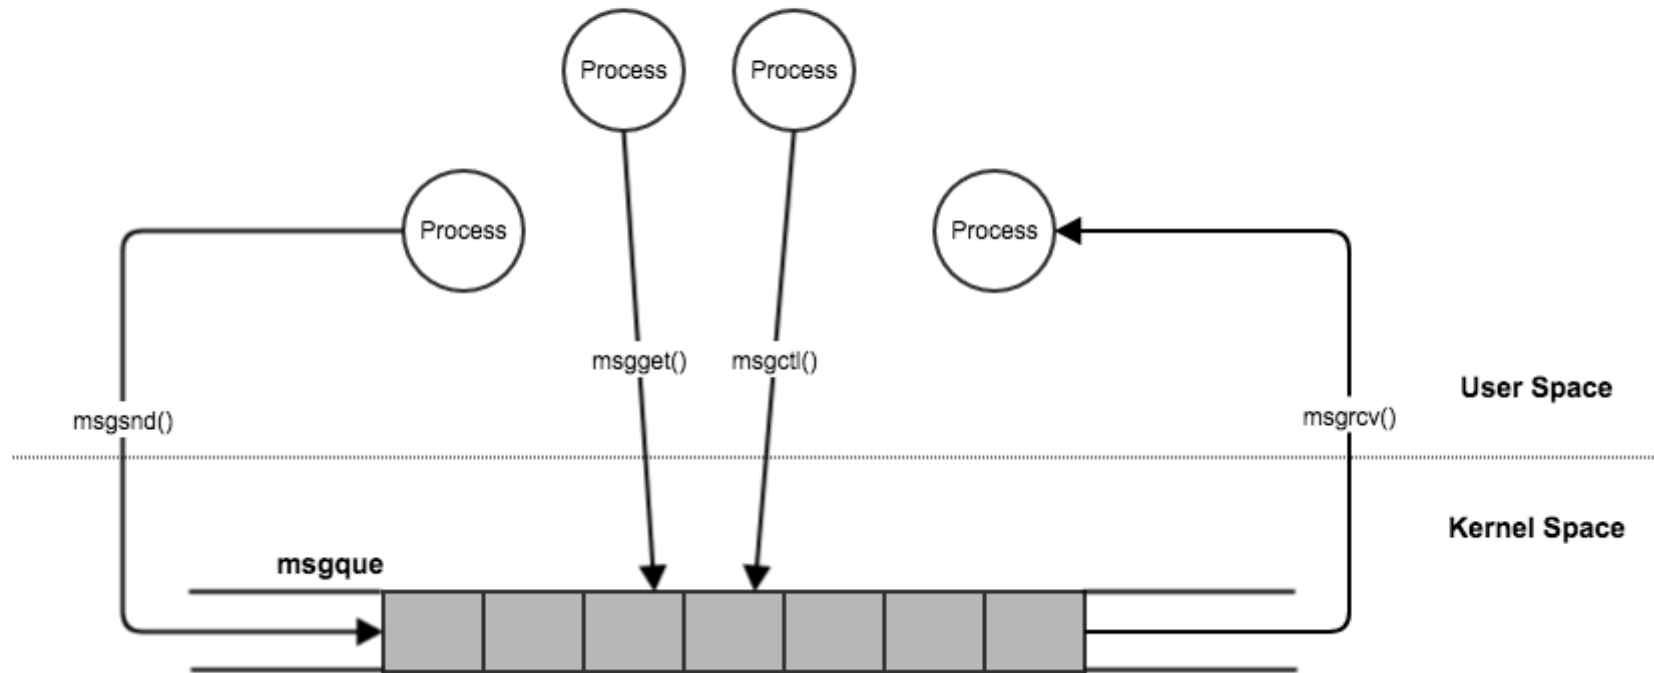 Process
Process
Process
Process
msgget()
msgctl()
User Space
msgsnd()
msgrcv()
Kernel Space
msgque